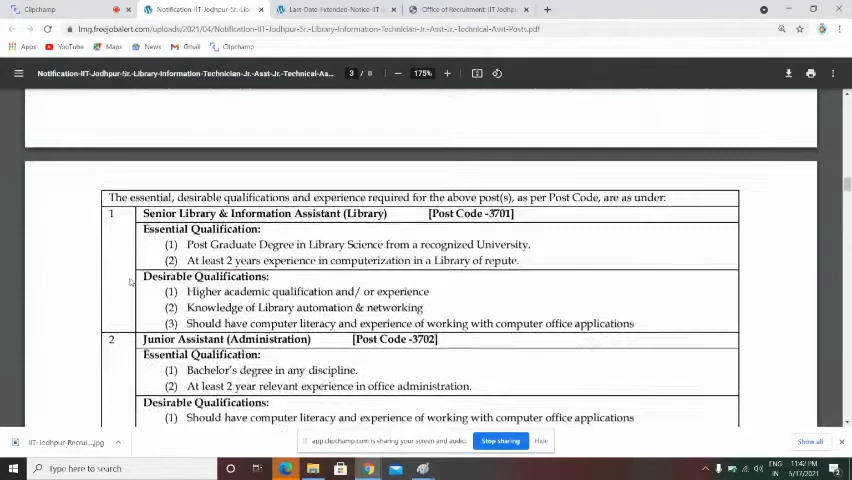 Clipchamp
Notification-IIT-Jodhpur-Sr.-Lib
Last-Date-Extended-Notice-IIT
Office of Recruitment: IIT Jodhp
img.freejobalert.com/uploads/2021/04/Notification-IIT-Jodhpur-Sr.-Library-Information-Technician-Jr.-Asst-Jr.-Technical-Asst-Posts.pdf
Apps YouTube Maps News Gmail Clipchamp
Notification-IIT-Jodhpur-Sr.-Library-Information-Technician-Jr.-Asst-Jr.-Technical-As... 3 / 8 175%
The essential, desirable qualifications and experience required for the above post(s), as per Post Code, are as under:
1 Senior Library & Information Assistant (Library) [Post Code -3701]
Essential Qualification:
(1) Post Graduate Degree in Library Science from a recognized University.
(2) At least 2 years experience in computerization in a Library of repute.
Desirable Qualifications:
(1) Higher academic qualification and/ or experience
(2) Knowledge of Library automation & networking
(3) Should have computer literacy and experience of working with computer office applications
2 Junior Assistant (Administration) [Post Code -3702]
Essential Qualification:
(1) Bachelor's degree in any discipline.
(2) At least 2 year relevant experience in office administration.
Desirable Qualifications:
(1) Should have computer literacy and experience of working with computer office applications
IIT-Jodhpur-Recrui....jpg
app.clipchamp.com is sharing your screen and audio. Stop sharing Hide
Show all
Type here to search
ENG
IN
11:42 PM
5/17/2021
2